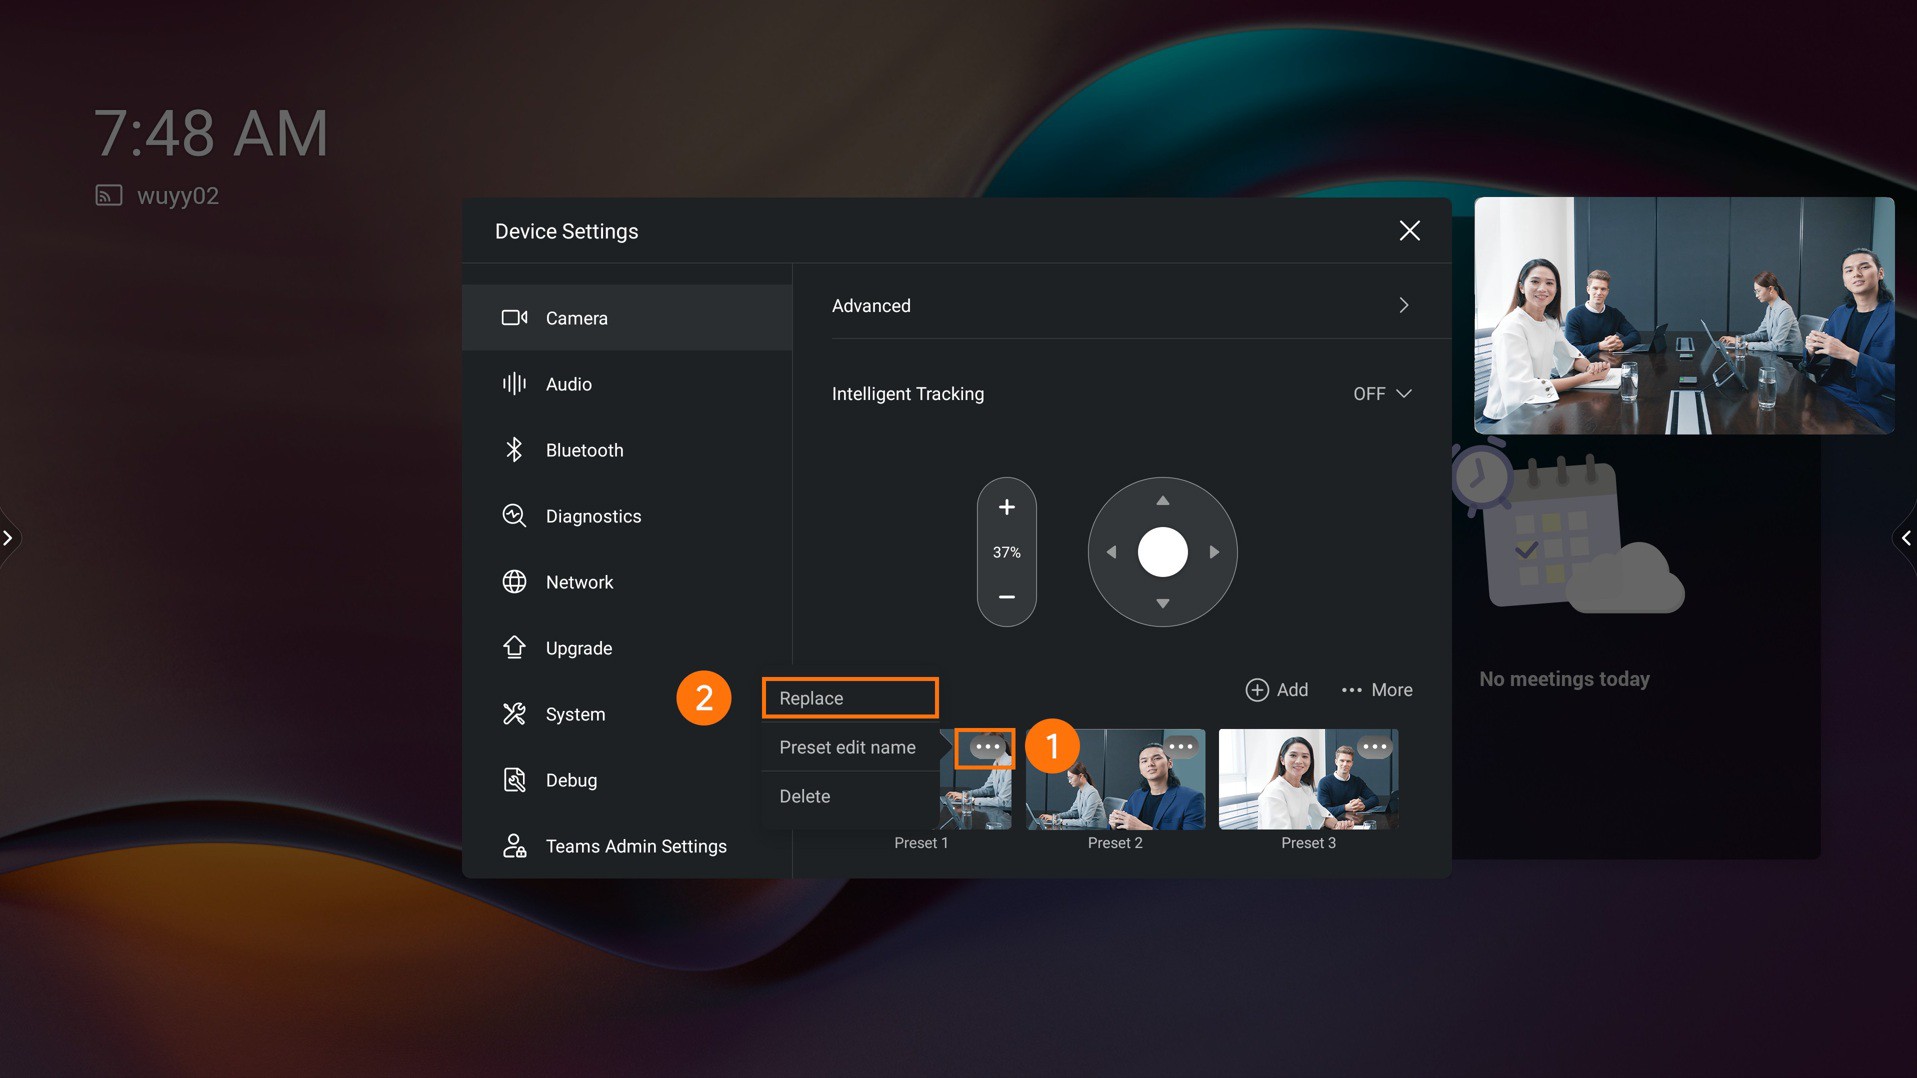 7:48 AM
wuyy02
Device Settings
Camera
Audio
Bluetooth
Diagnostics
Network
Upgrade
System
Debug
Teams Admin Settings
Advanced
Intelligent Tracking
OFF
37%
Add
More
2
Replace
Preset edit name
Delete
1
Preset 1
Preset 2
Preset 3
No meetings today